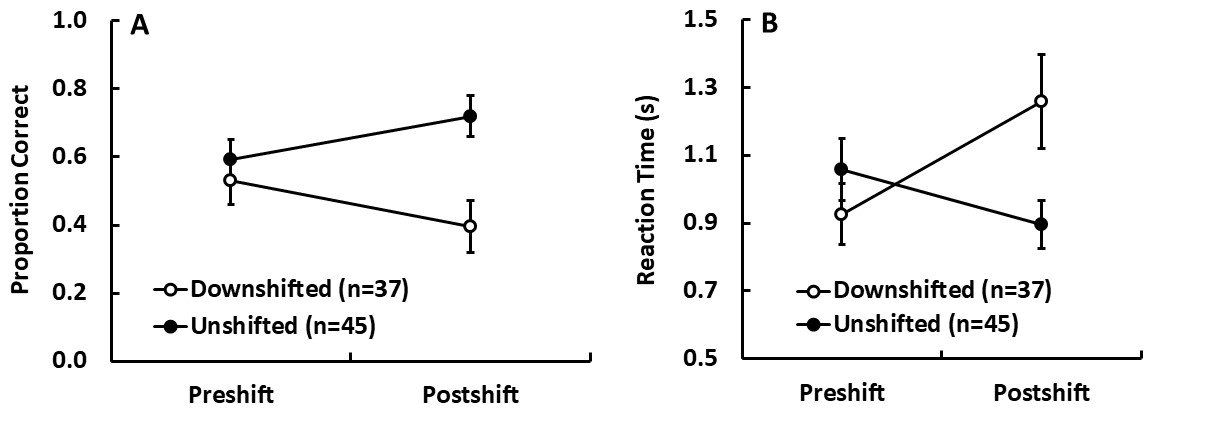 A
1.0
0.8
0.6
0.4
0.2
0.0
Proportion Correct
Downshifted (n=37)
Unshifted (n=45)
Preshift Postshift
B
1.5
1.3
1.1
0.9
0.7
0.5
Reaction Time (s)
Downshifted (n=37)
Unshifted (n=45)
Preshift Postshift